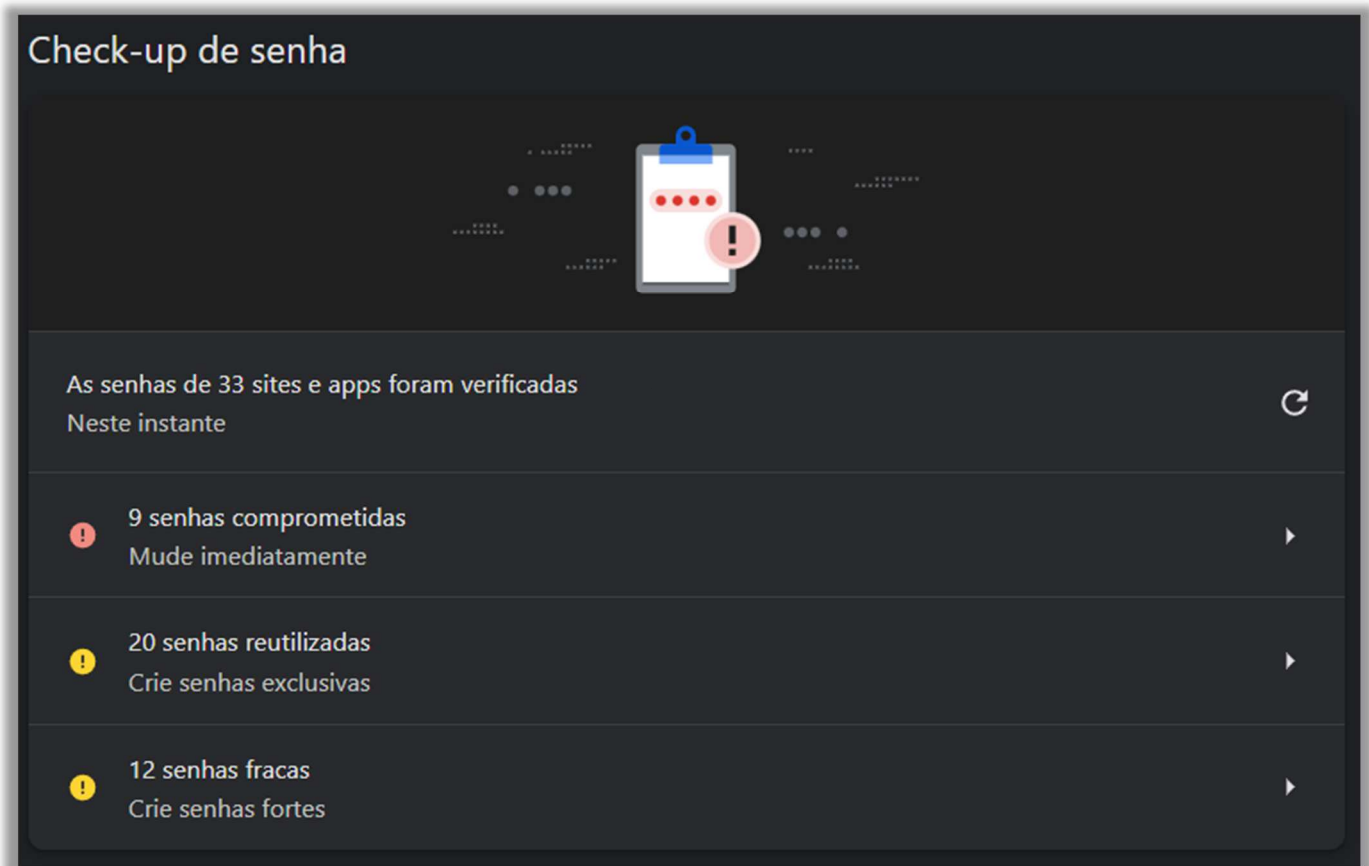 Check-up de senha
As senhas de 33 sites e apps foram verificadas
Neste instante
9 senhas comprometidas
Mude imediatamente
20 senhas reutilizadas
Crie senhas exclusivas
12 senhas fracas
Crie senhas fortes